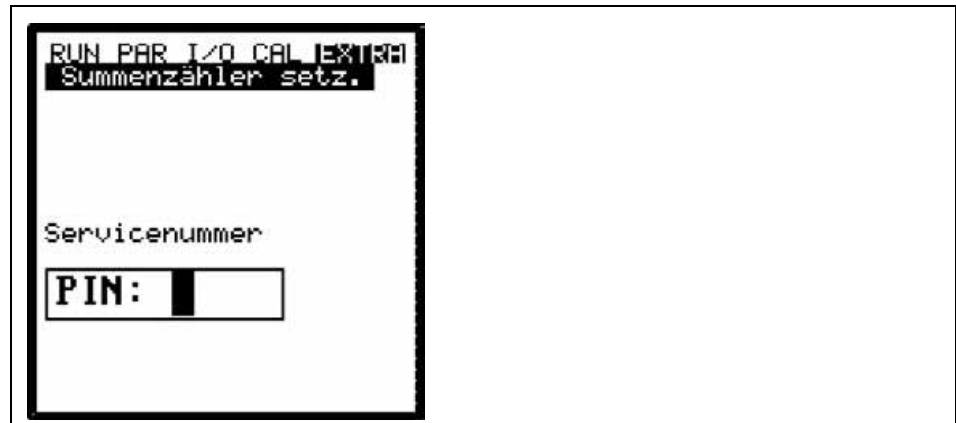 RUN PAR I/O CAL EXTRA
Summenzähler setz.
Servicenummer
PIN: